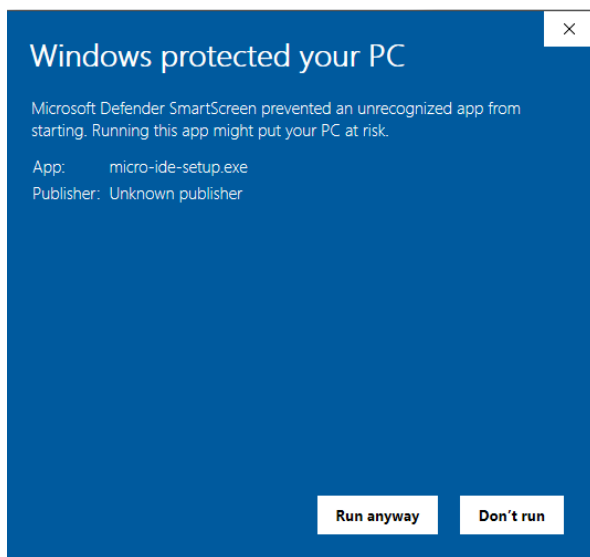 Windows protected your PC
Microsoft Defender SmartScreen prevented an unrecognized app from
starting. Running this app might put your PC at risk.
App: micro-ide-setup.exe
Publisher: Unknown publisher
Run anyway Don't run